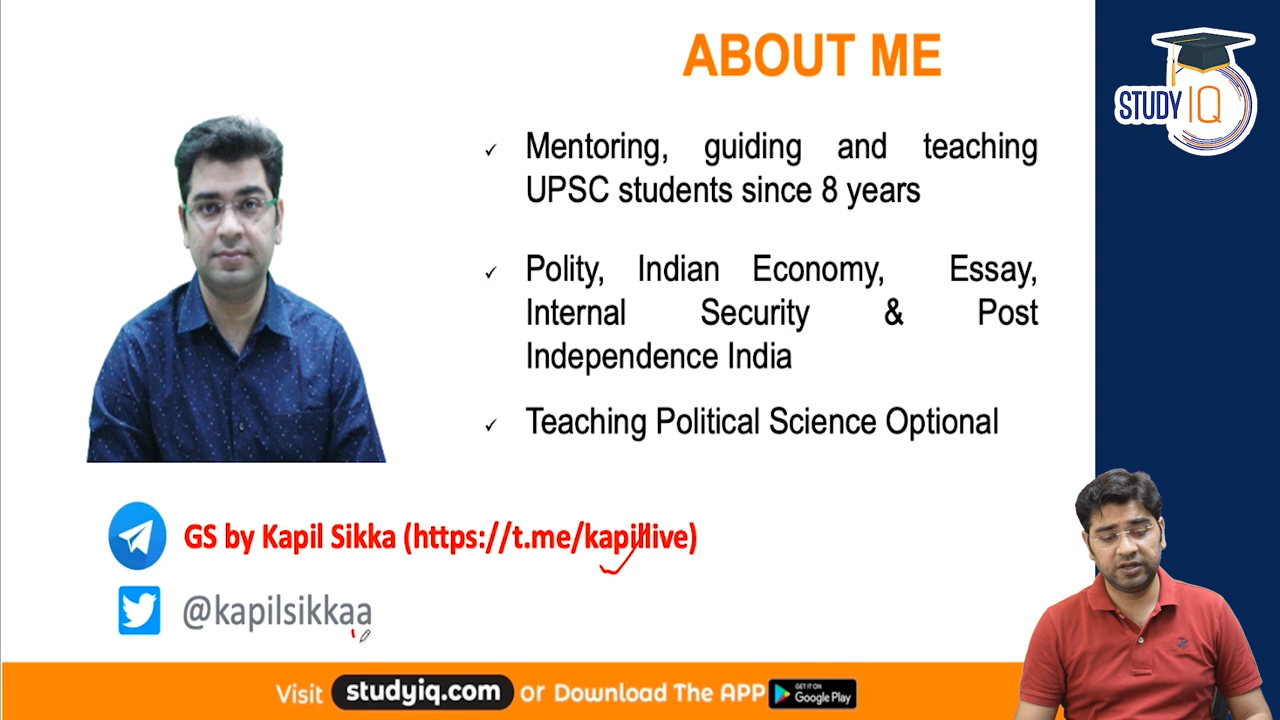 ABOUT ME
STUDY IQ
✓ Mentoring, guiding and teaching
UPSC students since 8 years
✓ Polity, Indian Economy, Essay,
Internal Security & Post
Independence India
✓ Teaching Political Science Optional
GS by Kapil Sikka (https://t.me/kapillive)
@kapilsikkaa
Visit studyiq.com or Download The APP GET IT ON Google Play